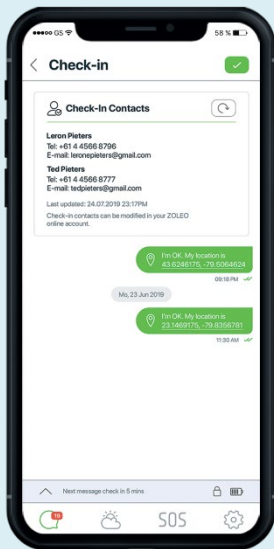 GS
58 %
Check-in
Check-In Contacts
Leron Pieters
Tel: +61 4 4566 8796
E-mail: leronepieters@gmail.com
Ted Pieters
Tel: +61 4 4566 8777
E-mail: tedpieters@gmail.com
Last updated: 24.07.2019 23:17PM
Check-in contacts can be modified in your ZOLEO
online account.
I'm OK. My location is
43.6246175, -79.5064624
09:18 PM
Mo, 23 Jun 2019
I'm OK. My location is
23.1469175, -79.8356781
11:30 AM
Next message check in 5 mins
SOS